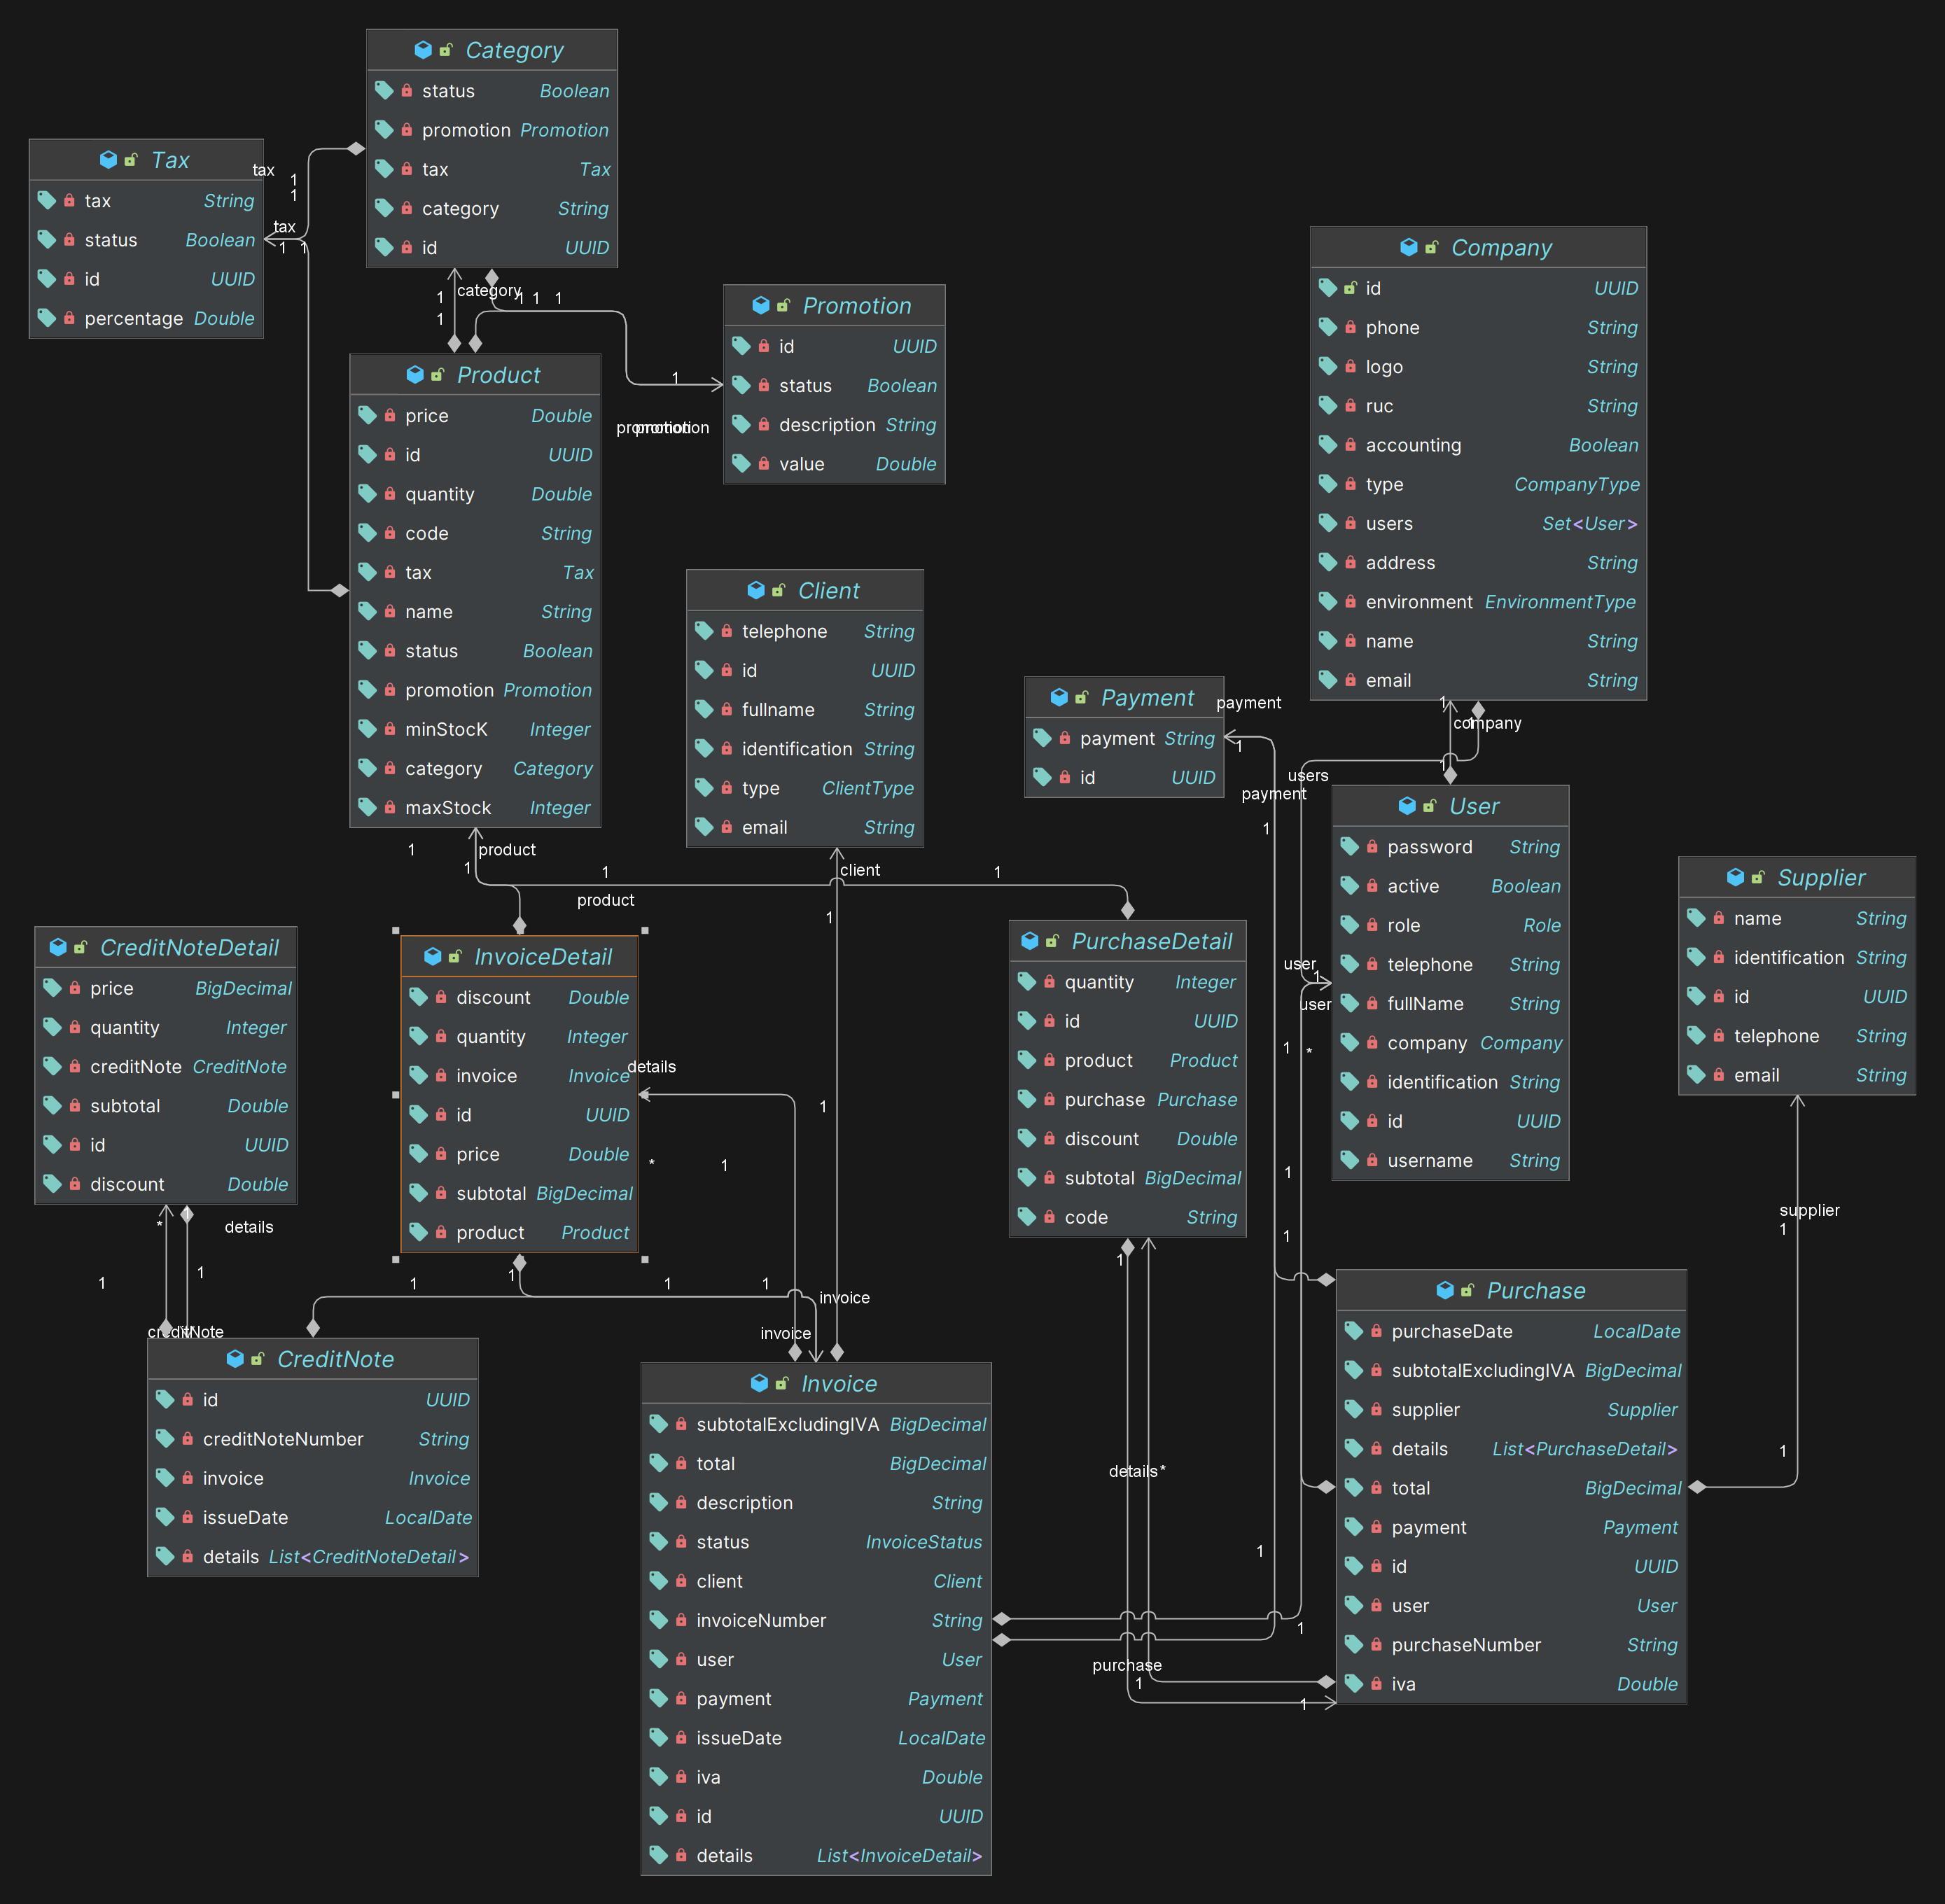 Category
status Boolean
promotion Promotion
tax Tax
category String
id UUID
Tax
tax String
status Boolean
id UUID
percentage Double
tax
1
1
tax
1 1
category
1 1 1
1
1
Promotion
id UUID
status Boolean
description String
value Double
1
promotion
promotion
Company
id UUID
phone String
logo String
ruc String
accounting Boolean
type CompanyType
users Set<User>
address String
environment EnvironmentType
name String
email String
Product
price Double
id UUID
quantity Double
code String
tax Tax
name String
status Boolean
promotion Promotion
minStocK Integer
category Category
maxStock Integer
Client
telephone String
id UUID
fullname String
identification String
type ClientType
email String
Payment
payment String
id UUID
payment
1
payment
1
1
company
1
1
users
User
password String
active Boolean
role Role
telephone String
fullName String
company Company
identification String
id UUID
username String
user
1
user
*
1
1
1
Supplier
name String
identification String
id UUID
telephone String
email String
supplier
1
1
1
product
1
product
1
1
client
1
1
CreditNoteDetail
price BigDecimal
quantity Integer
creditNote CreditNote
subtotal Double
id UUID
discount Double
InvoiceDetail
discount Double
quantity Integer
invoice Invoice
id UUID
price Double
subtotal BigDecimal
product Product
details
*
1
PurchaseDetail
quantity Integer
id UUID
product Product
purchase Purchase
discount Double
subtotal BigDecimal
code String
1
*
1
details
1
1
creditNote
1
1
1
1
invoice
invoice
CreditNote
id UUID
creditNoteNumber String
invoice Invoice
issueDate LocalDate
details List<CreditNoteDetail>
Invoice
subtotalExcludingIVA BigDecimal
total BigDecimal
description String
status InvoiceStatus
client Client
invoiceNumber String
user User
payment Payment
issueDate LocalDate
iva Double
id UUID
details List<InvoiceDetail>
details *
1
1
purchase
1
1
Purchase
purchaseDate LocalDate
subtotalExcludingIVA BigDecimal
supplier Supplier
details List<PurchaseDetail>
total BigDecimal
payment Payment
id UUID
user User
purchaseNumber String
iva Double